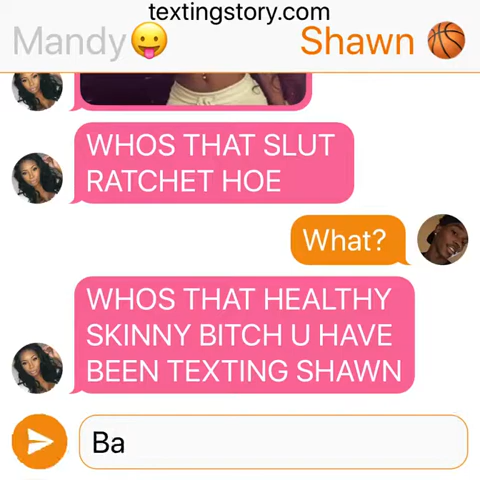 textingstory.com
Mandy😛 Shawn 🏀
WHOS THAT SLUT
RATCHET HOE
What?
WHOS THAT HEALTHY
SKINNY BITCH U HAVE
BEEN TEXTING SHAWN
Ba